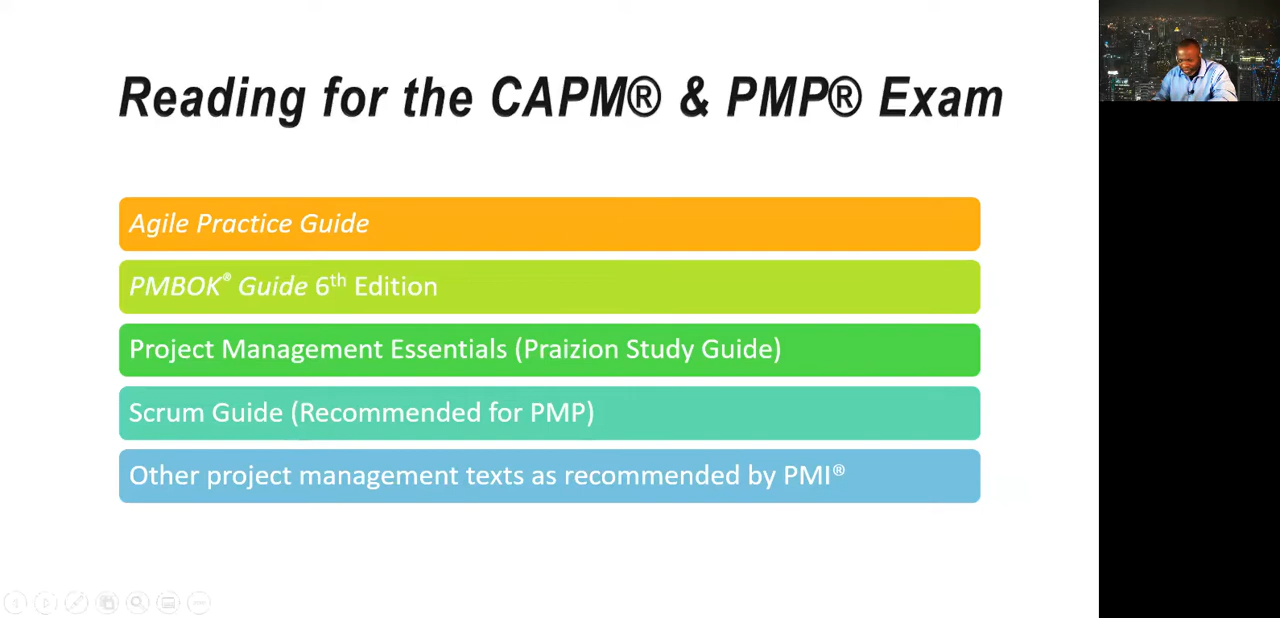 Reading for the CAPM® & PMP® Exam
Agile Practice Guide
PMBOK® Guide 6th Edition
Project Management Essentials (Praizion Study Guide)
Scrum Guide (Recommended for PMP)
Other project management texts as recommended by PMI®